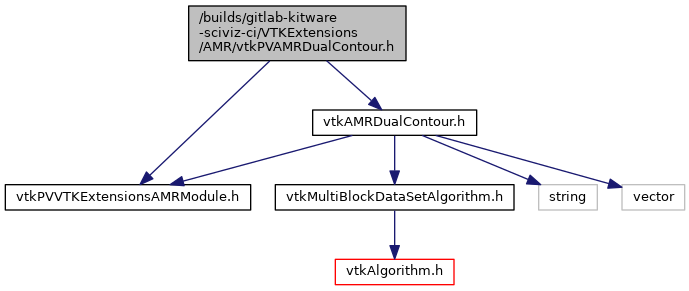 /builds/gitlab-kitware
-sciviz-ci/VTKExtensions
/AMR/vtkPVAMRDualContour.h
vtkAMRDualContour.h
vtkPVVTKExtensionsAMRModule.h
vtkMultiBlockDataSetAlgorithm.h
string
vector
vtkAlgorithm.h